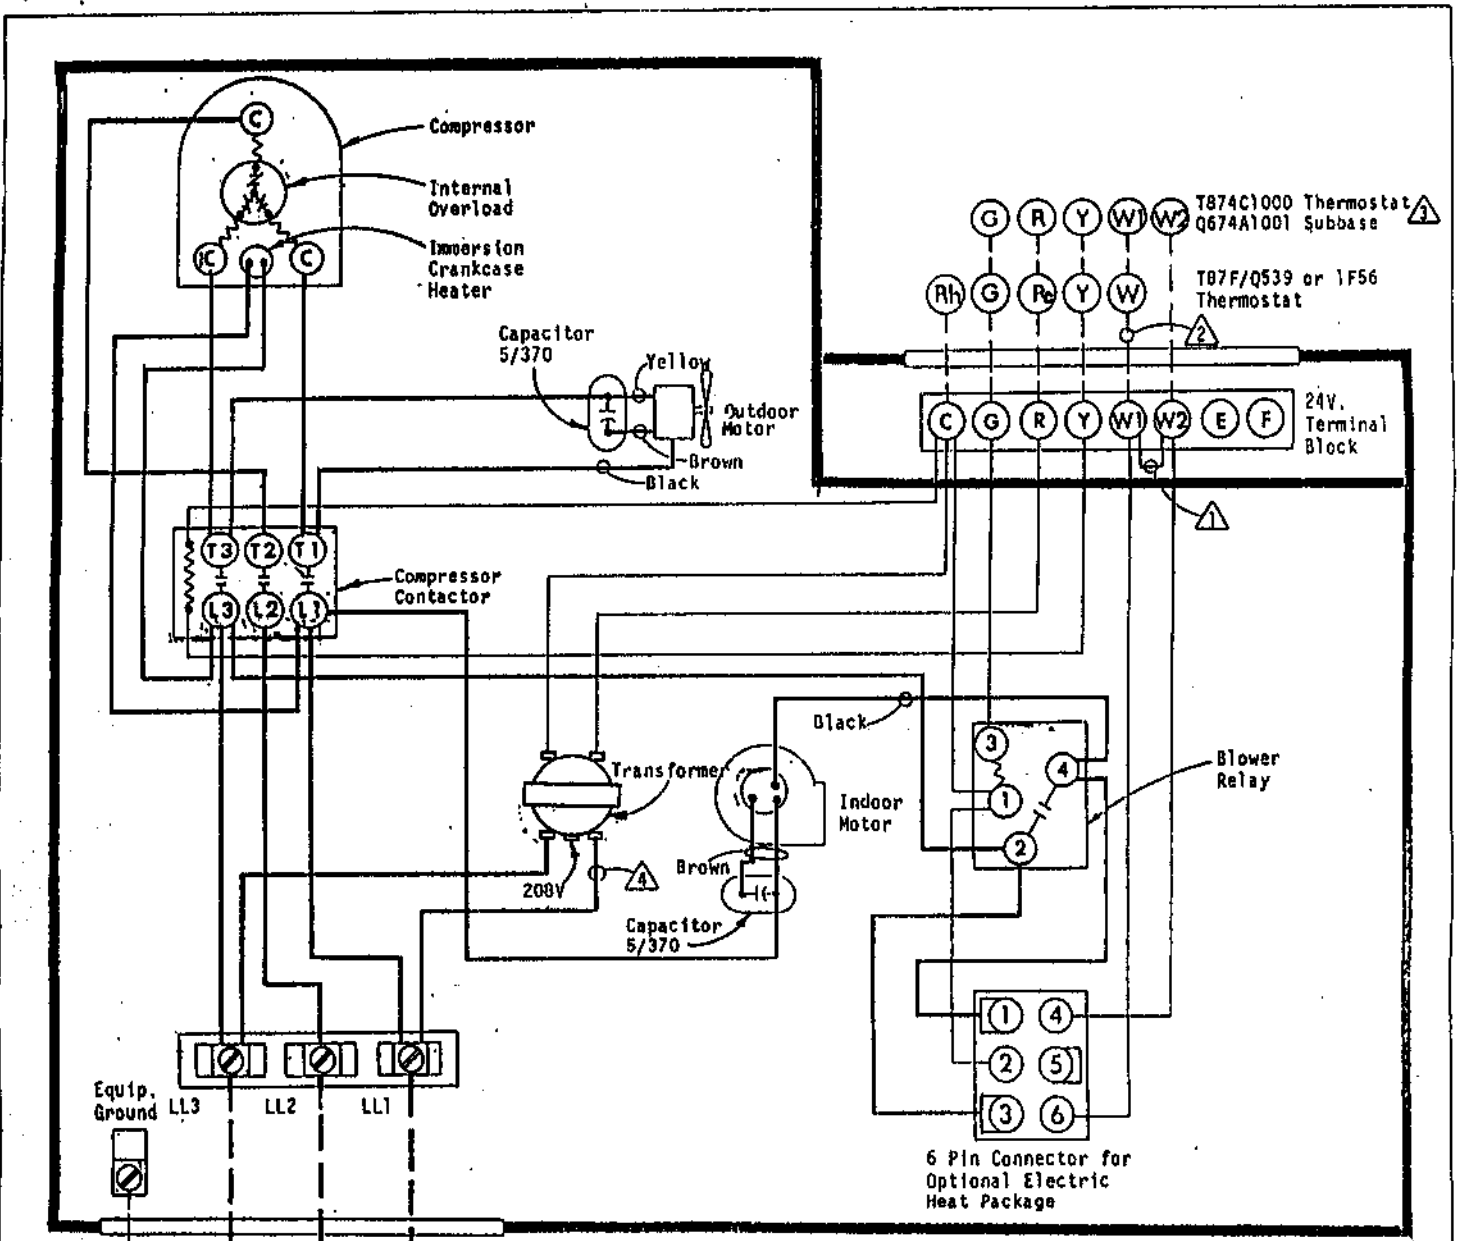 C
Compressor
Internal
Overload
Immersion
Crankcase
Heater
C
C
T874C1000 Thermostat 3
Q674A1001 Subbase
G R Y W1 W2
T87F/Q539 or 1F56
Thermostat
Rh G Rc Y W
2
Capacitor
5/370
Yellow
Outdoor
Motor
Brown
Black
24V.
Terminal
Block
C G R Y W1 W2 E F
1
T3 T2 T1
Compressor
Contactor
L3 L2 L1
Black
Transformer
208V
4
Indoor
Motor
Brown
Capacitor
5/370
3
4
1
2
Blower
Relay
1 4
2 5
3 6
6 Pin Connector for
Optional Electric
Heat Package
Equip.
Ground
LL3 LL2 LL1